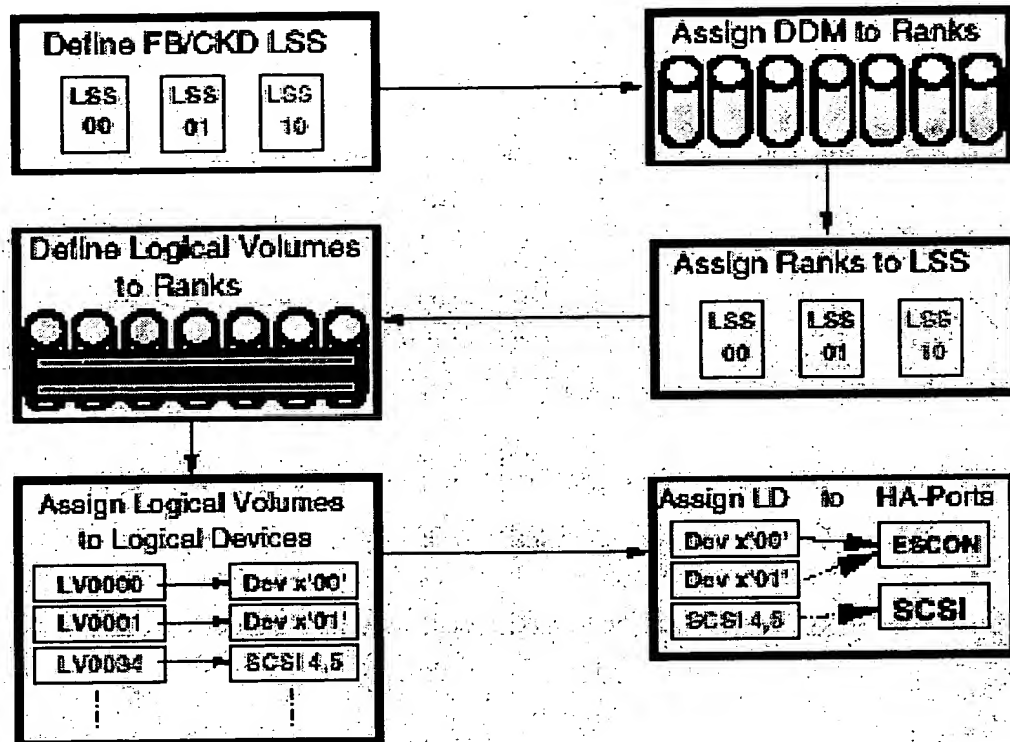 Define FB/CKD LSS
LSS
00
LSS
01
LSS
10
Assign DDM to Ranks
Define Logical Volumes
to Ranks
Assign Ranks to LSS
LSS
00
LSS
01
LSS
10
Assign Logical Volumes
to Logical Devices
LV0000
Dev x'00'
LV0001
Dev x'01'
LV0034
SCSI 4,5
Assign LD to HA-Ports
Dev x'00'
ESCON
Dev x'01'
SCSI 4,5
SCSI